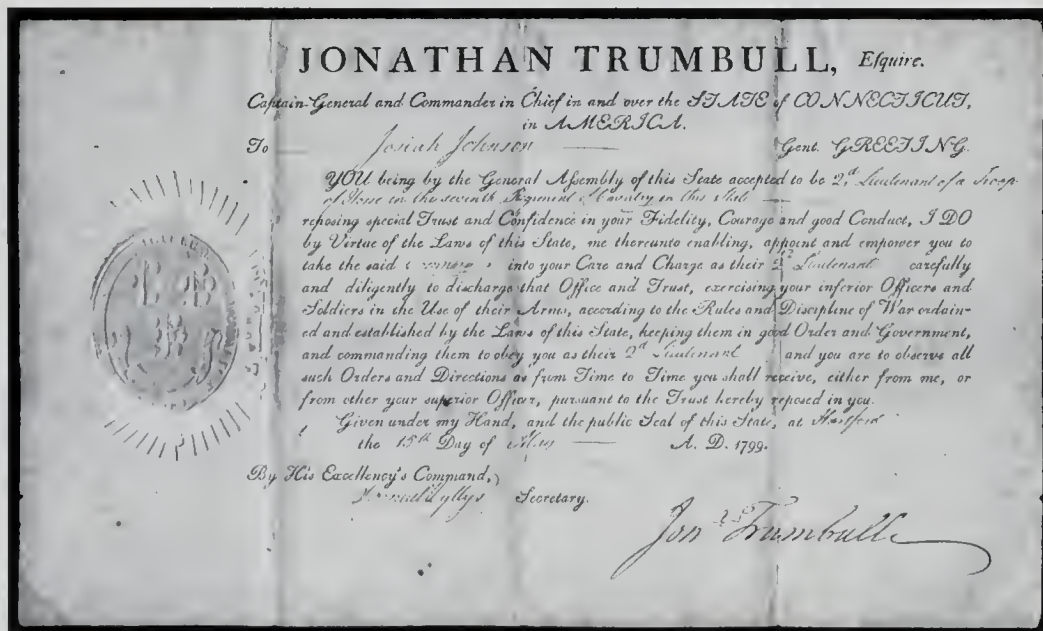 JONATHAN TRUMBULL, Eſquire.
Captain-General and Commander in Chief in and over the STATE of CONNECTICUT,
in AMERICA.
To Josiah Johnson Gent. GREETING.
YOU being by the General Aſſembly of this State accepted to be 2.d Lieutenant of a Troop
of Horse in the seventh Regiment of Cavalry in this State
reposing special Trust and Confidence in your Fidelity, Courage and good Conduct, I DO
by Virtue of the Laws of this State, me thereunto enabling, appoint and empower you to
take the said into your Care and Charge as their 2.d Lieutenant carefully
and diligently to discharge that Office and Trust, exercising your inferior Officers and
Soldiers in the Use of their Arms, according to the Rules and Discipline of War ordain-
ed and established by the Laws of this State, keeping them in good Order and Government,
and commanding them to obey you as their 2.d Lieutenant and you are to observe all
such Orders and Directions as from Time to Time you shall receive, either from me, or
from other your superior Officer, pursuant to the Trust hereby reposed in you.
Given under my Hand, and the public Seal of this State, at Hartford
the 15th Day of May A. D. 1799.
By His Excellency's Command,
Samuel Wyllys Secretary.
Jon.th Trumbull